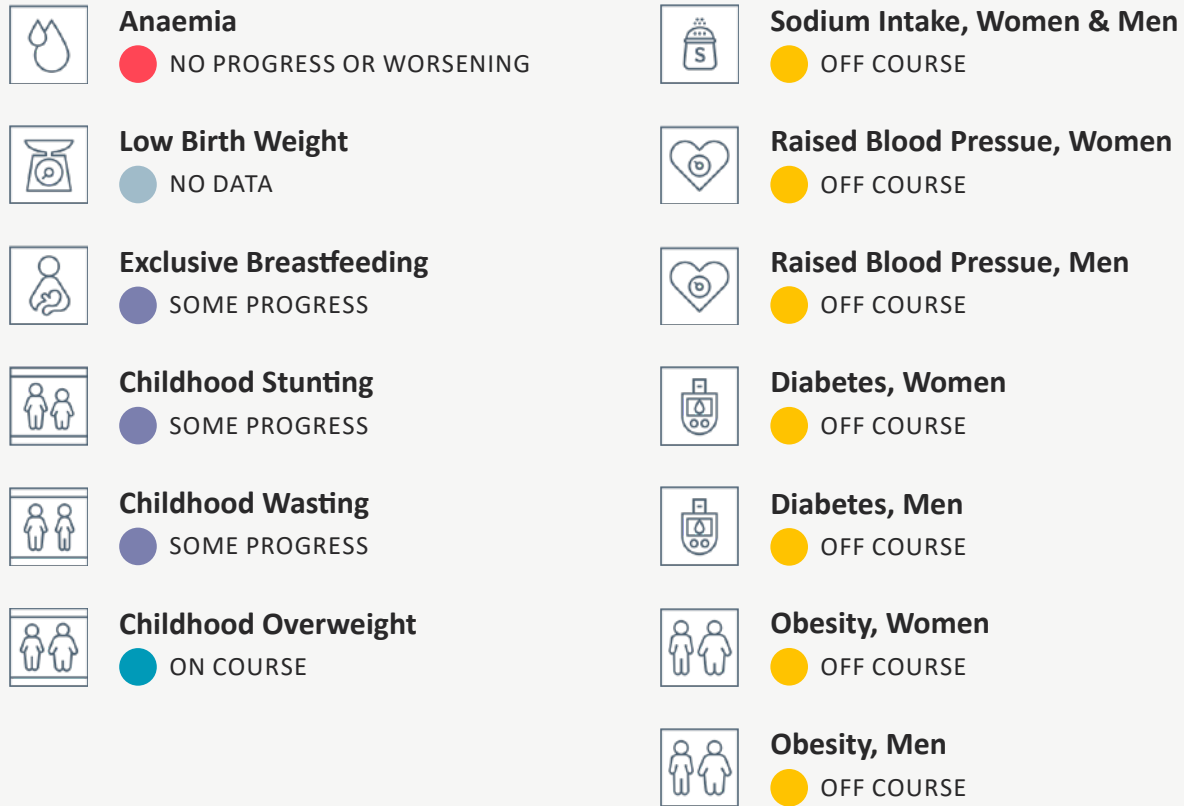 Anaemia
NO PROGRESS OR WORSENING
Low Birth Weight
NO DATA
Exclusive Breastfeeding
SOME PROGRESS
Childhood Stunting
SOME PROGRESS
Childhood Wasting
SOME PROGRESS
Childhood Overweight
ON COURSE
S
Sodium Intake, Women & Men
OFF COURSE
Raised Blood Pressue, Women
OFF COURSE
Raised Blood Pressue, Men
OFF COURSE
Diabetes, Women
OFF COURSE
Diabetes, Men
OFF COURSE
Obesity, Women
OFF COURSE
Obesity, Men
OFF COURSE